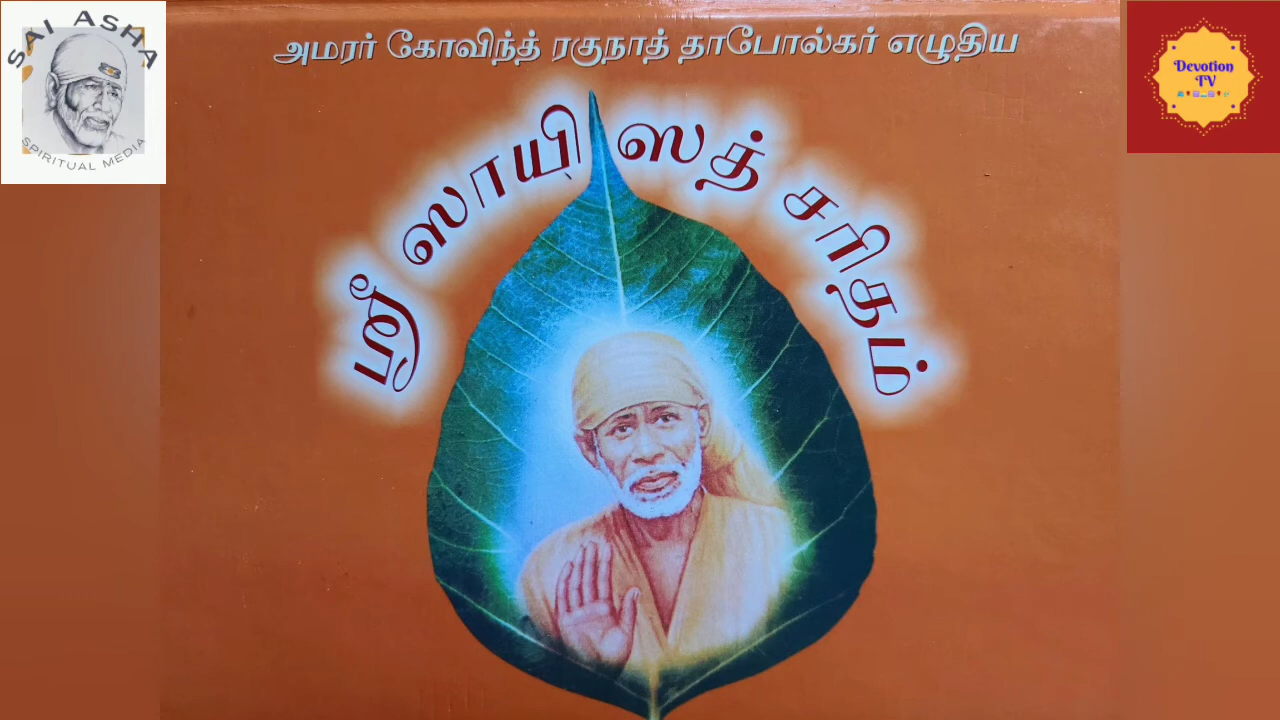 SAI ASHA
SPIRITUAL MEDIA
அமரர் கோவிந்த் ரகுநாத் தாபோல்கர் எழுதிய
ஸ்ரீ ஸாயி ஸத் சரிதம்
Devotion
TV